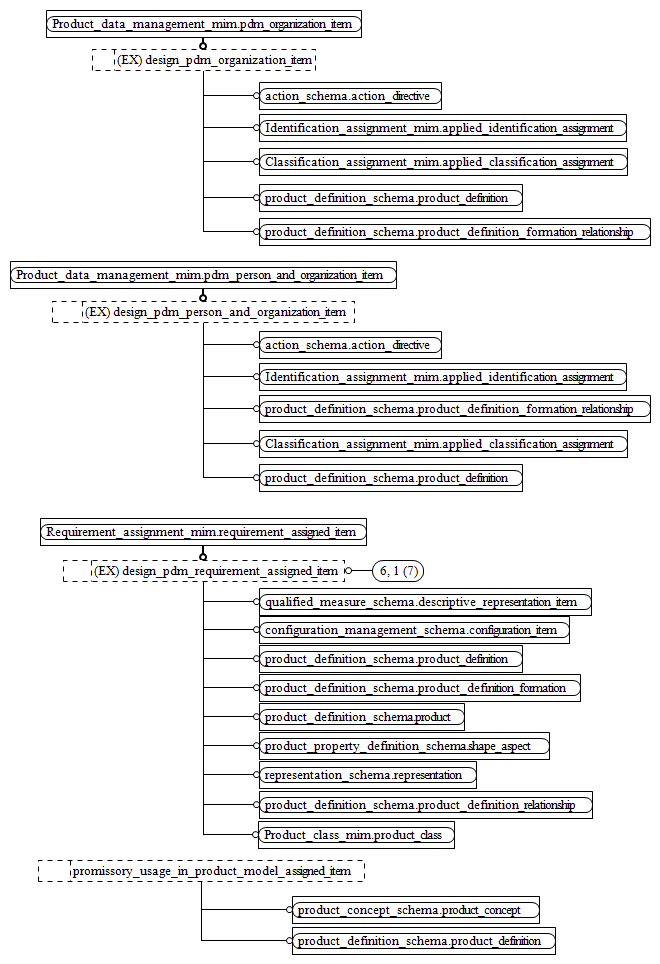 Product_data_management_mim.pdm_organization_item
(EX) design_pdm_organization_item
action_schema.action_directive
Identification_assignment_mim.applied_identification_assignment
Classification_assignment_mim.applied_classification_assignment
product_definition_schema.product_definition
product_definition_schema.product_definition_formation_relationship
Product_data_management_mim.pdm_person_and_organization_item
(EX) design_pdm_person_and_organization_item
action_schema.action_directive
Identification_assignment_mim.applied_identification_assignment
product_definition_schema.product_definition_formation_relationship
Classification_assignment_mim.applied_classification_assignment
product_definition_schema.product_definition
Requirement_assignment_mim.requirement_assigned_item
(EX) design_pdm_requirement_assigned_item 6, 1 (7)
qualified_measure_schema.descriptive_representation_item
configuration_management_schema.configuration_item
product_definition_schema.product_definition
product_definition_schema.product_definition_formation
product_definition_schema.product
product_property_definition_schema.shape_aspect
representation_schema.representation
product_definition_schema.product_definition_relationship
Product_class_mim.product_class
promissory_usage_in_product_model_assigned_item
product_concept_schema.product_concept
product_definition_schema.product_definition